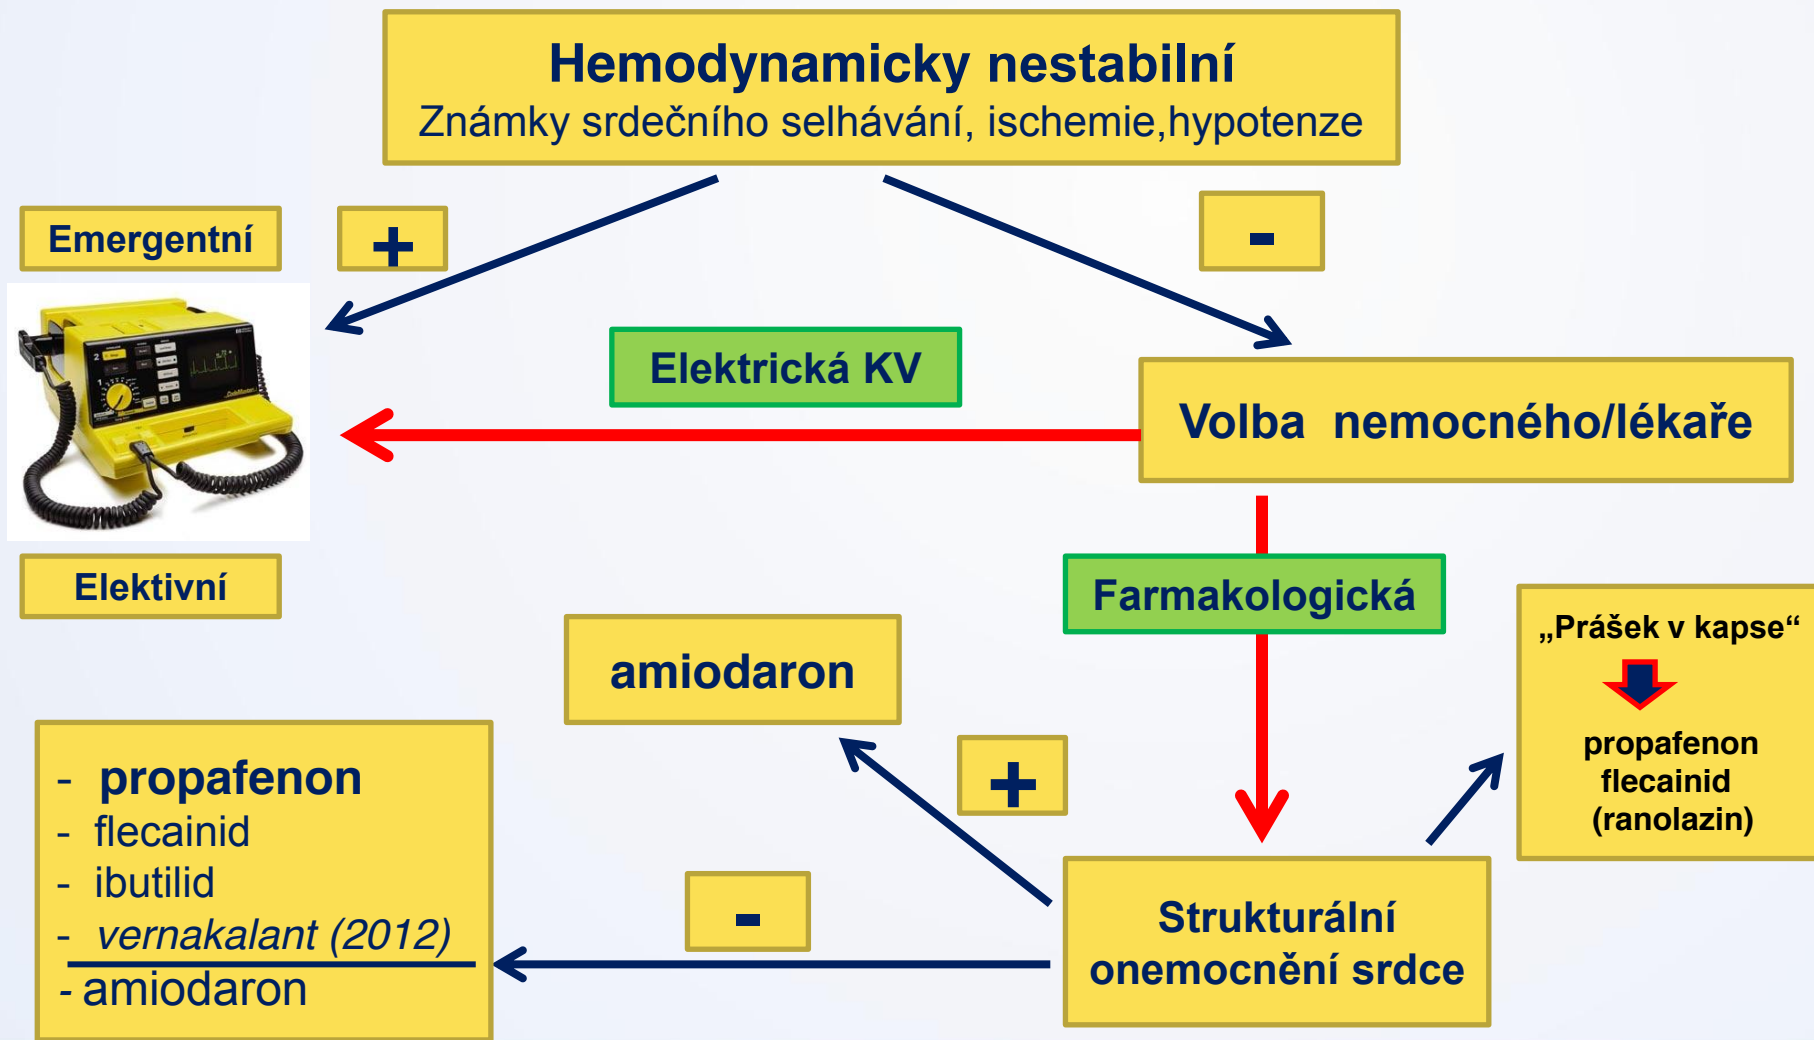 Hemodynamicky nestabilní
Známky srdečního selhávání, ischemie,hypotenze
Emergentní
+
-
Elektrická KV
Volba nemocného/lékaře
Elektivní
Farmakologická
„Prášek v kapse“
propafenon
flecainid
(ranolazin)
amiodaron
+
- propafenon
- flecainid
- ibutilid
- vernakalant (2012)
- amiodaron
-
Strukturální
onemocnění srdce